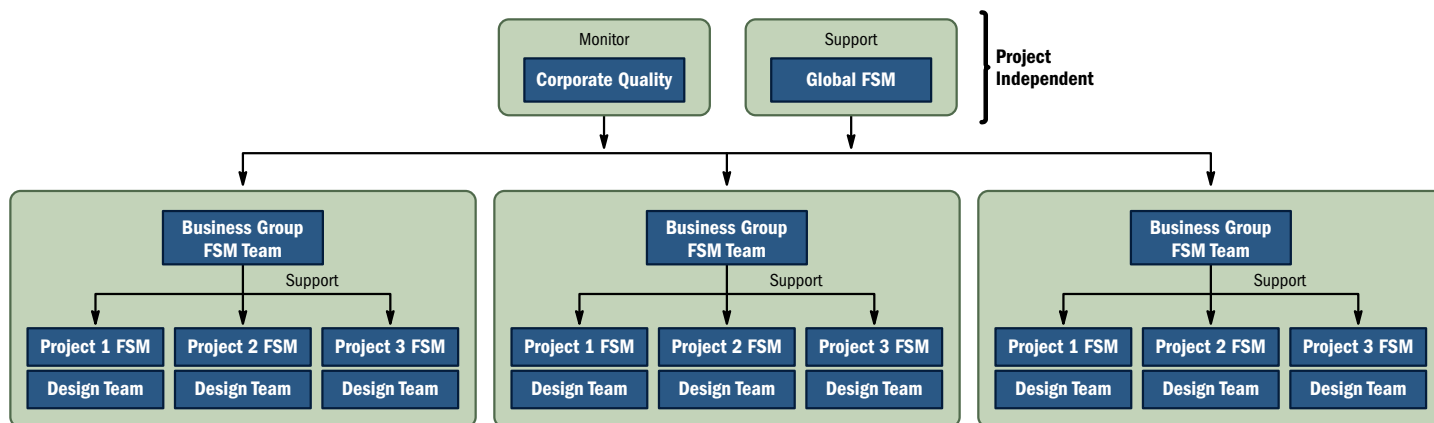 Monitor
Corporate Quality
Support
Global FSM
Project
Independent
Business Group
FSM Team
Support
Project 1 FSM
Project 2 FSM
Project 3 FSM
Design Team
Design Team
Design Team
Business Group
FSM Team
Support
Project 1 FSM
Project 2 FSM
Project 3 FSM
Design Team
Design Team
Design Team
Business Group
FSM Team
Support
Project 1 FSM
Project 2 FSM
Project 3 FSM
Design Team
Design Team
Design Team